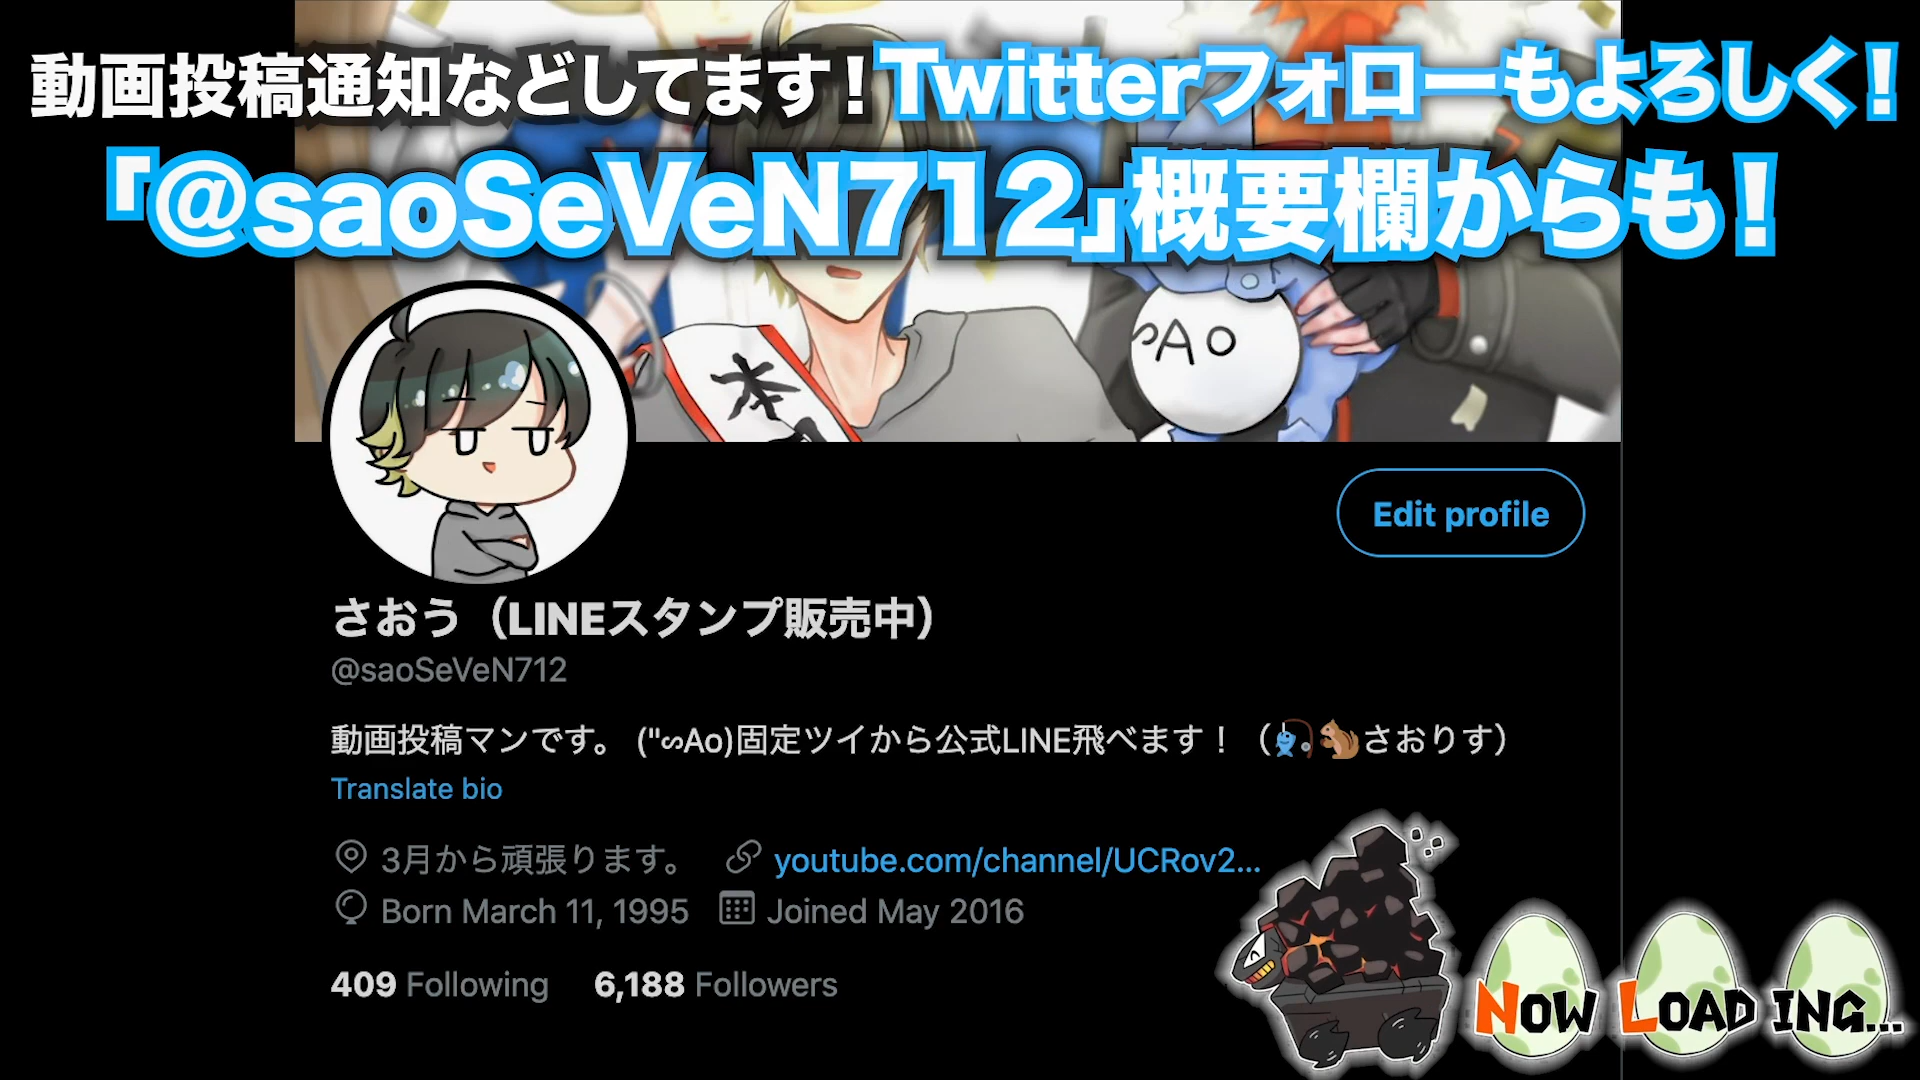 動画投稿通知などしてます！Twitterフォローもよろしく！
「@saoSeVeN712」概要欄からも！
本
ᔕAO
Edit profile
さおう（LINEスタンプ販売中）
@saoSeVeN712
動画投稿マンです。 ("ᔕAo)固定ツイから公式LINE飛べます！（🎣🐿️さおりす）
Translate bio
3月から頑張ります。 youtube.com/channel/UCRov2...
Born March 11, 1995 Joined May 2016
409 Following 6,188 Followers
NOW LOADING...